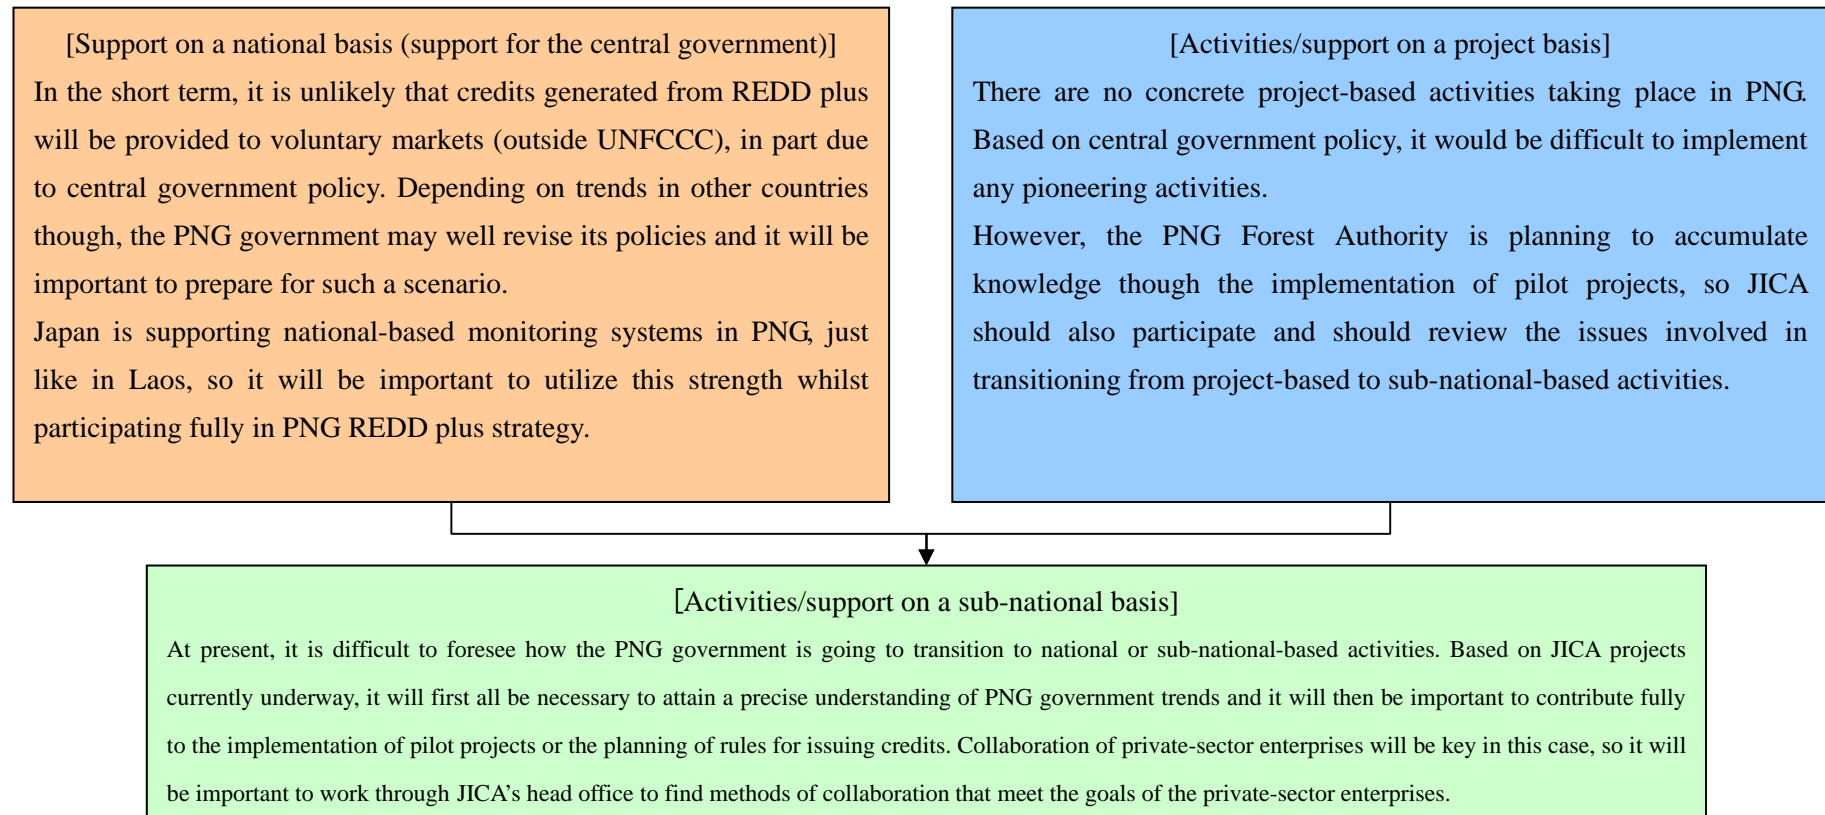 [Support on a national basis (support for the central government)]
In the short term, it is unlikely that credits generated from REDD plus
will be provided to voluntary markets (outside UNFCCC), in part due
to central government policy. Depending on trends in other countries
though, the PNG government may well revise its policies and it will be
important to prepare for such a scenario.
Japan is supporting national-based monitoring systems in PNG, just
like in Laos, so it will be important to utilize this strength whilst
participating fully in PNG REDD plus strategy.
[Activities/support on a project basis]
There are no concrete project-based activities taking place in PNG.
Based on central government policy, it would be difficult to implement
any pioneering activities.
However, the PNG Forest Authority is planning to accumulate
knowledge though the implementation of pilot projects, so JICA
should also participate and should review the issues involved in
transitioning from project-based to sub-national-based activities.
[Activities/support on a sub-national basis]
At present, it is difficult to foresee how the PNG government is going to transition to national or sub-national-based activities. Based on JICA projects
currently underway, it will first all be necessary to attain a precise understanding of PNG government trends and it will then be important to contribute fully
to the implementation of pilot projects or the planning of rules for issuing credits. Collaboration of private-sector enterprises will be key in this case, so it will
be important to work through JICA's head office to find methods of collaboration that meet the goals of the private-sector enterprises.